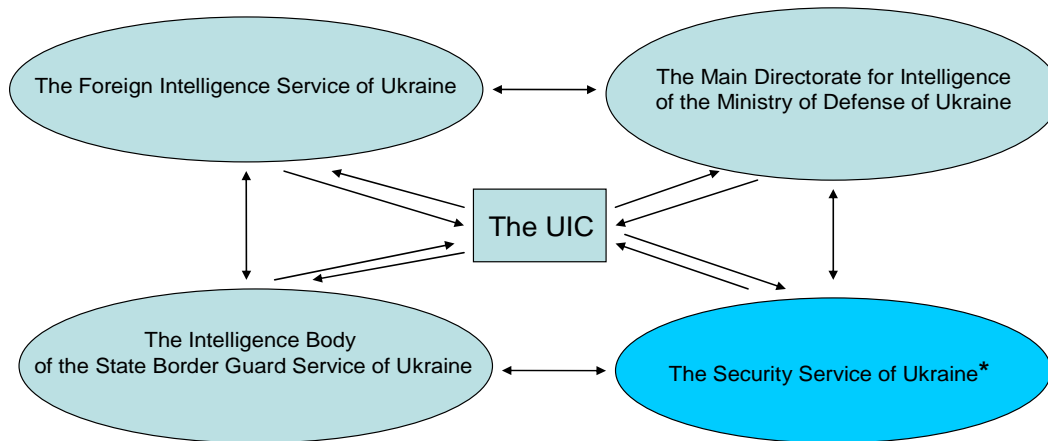 The Foreign Intelligence Service of Ukraine
The Main Directorate for Intelligence
of the Ministry of Defense of Ukraine
The UIC
The Intelligence Body
of the State Border Guard Service of Ukraine
The Security Service of Ukraine*